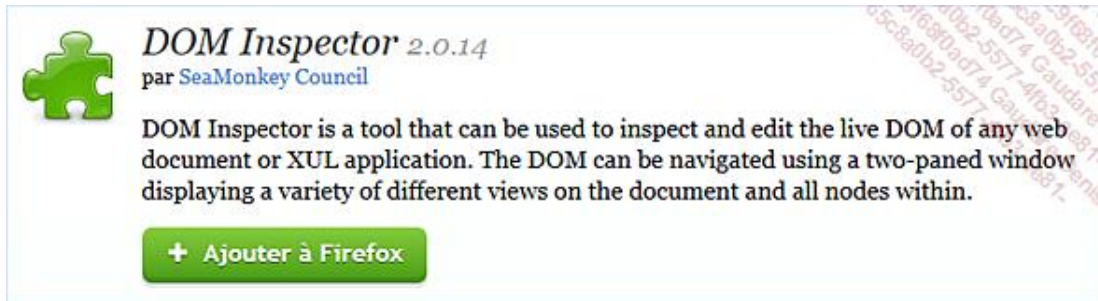 DOM Inspector 2.0.14
par SeaMonkey Council
DOM Inspector is a tool that can be used to inspect and edit the live DOM of any web
document or XUL application. The DOM can be navigated using a two-paned window
displaying a variety of different views on the document and all nodes within.
+ Ajouter à Firefox